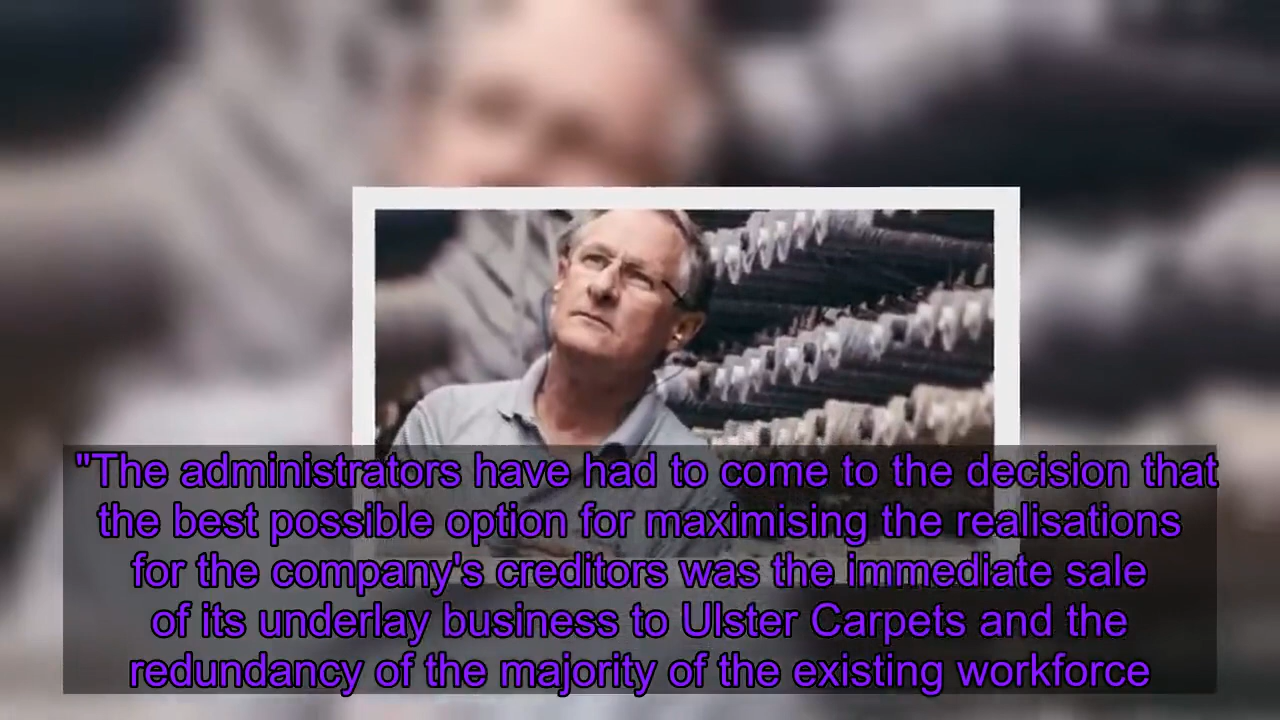 "The administrators have had to come to the decision that
the best possible option for maximising the realisations
for the company's creditors was the immediate sale
of its underlay business to Ulster Carpets and the
redundancy of the majority of the existing workforce